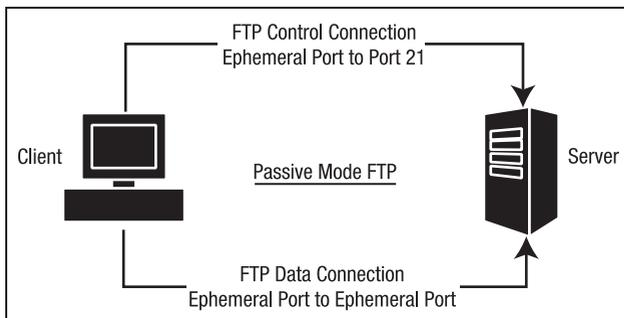 FTP Control Connection
Ephemeral Port to Port 21
Client
Passive Mode FTP
Server
FTP Data Connection
Ephemeral Port to Ephemeral Port